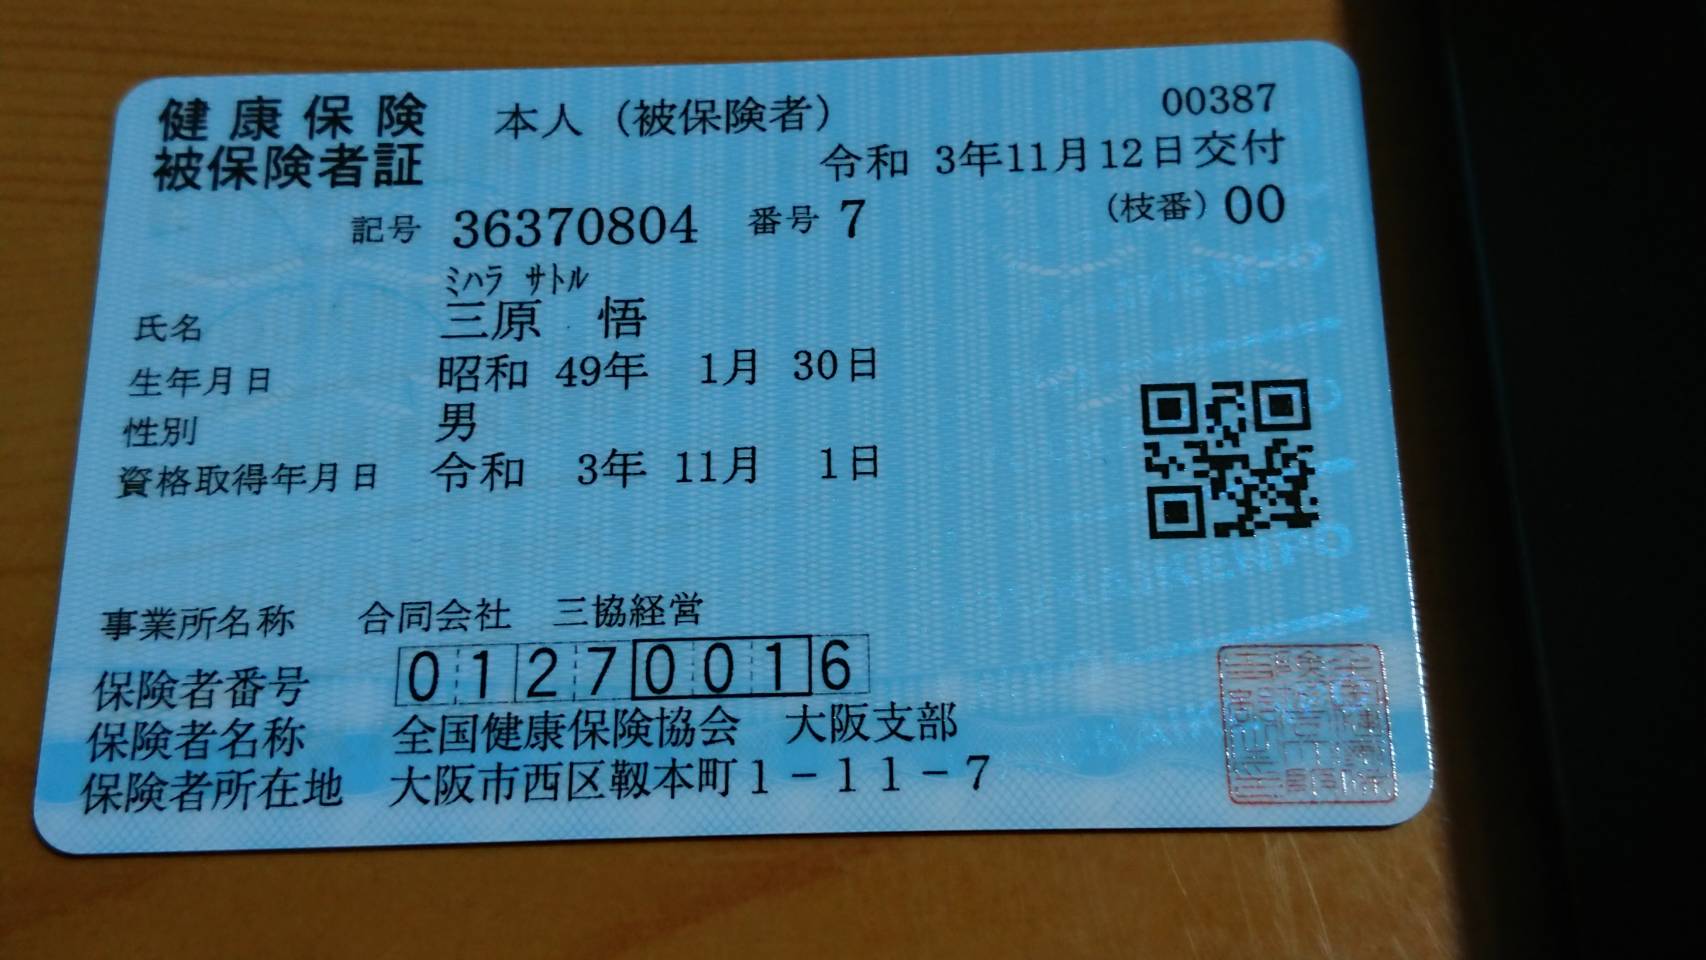 健康保険 本人（被保険者） 00387
被保険者証 令和 3年11月12日交付
記号 36370804 番号 7 （枝番）00
ミハラ サトル
氏名 三原 悟
生年月日 昭和 49年 1月 30日
性別 男
資格取得年月日 令和 3年 11月 1日
事業所名称 合同会社 三協経営
保険者番号 01270016
保険者名称 全国健康保険協会 大阪支部
保険者所在地 大阪市西区靱本町1-11-7